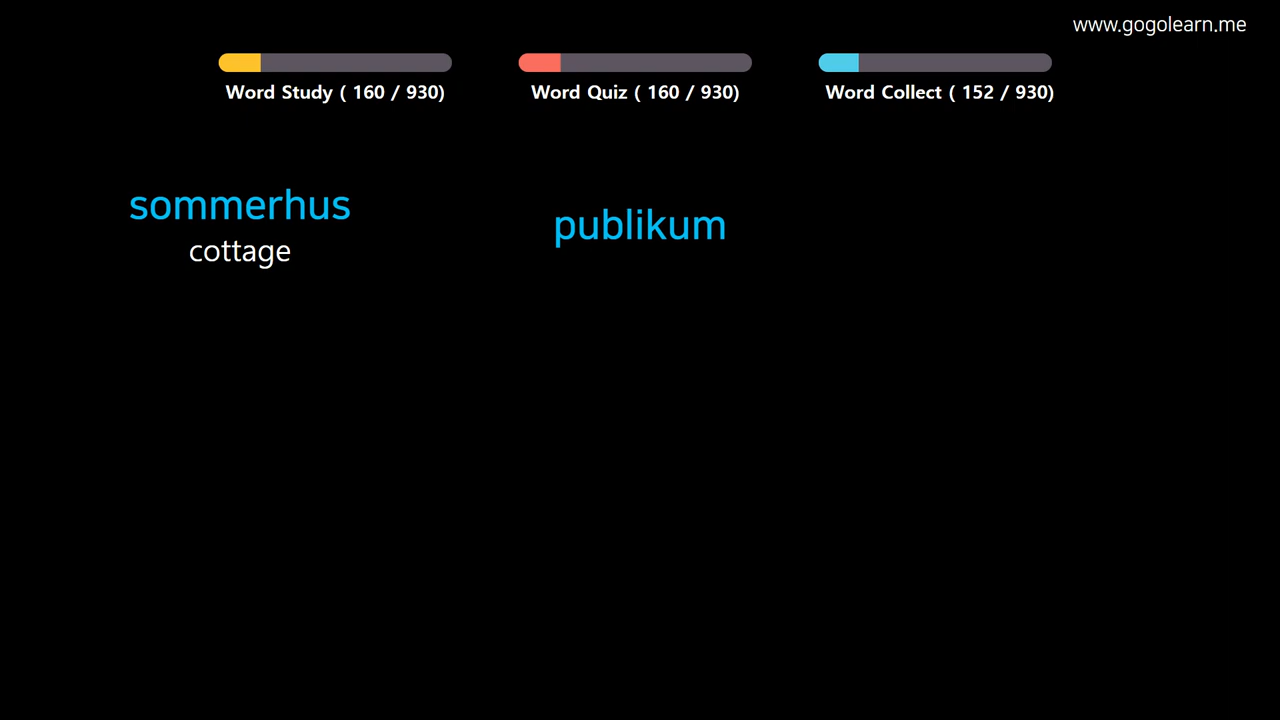 www.gogolearn.me
Word Study ( 160 / 930)
Word Quiz ( 160 / 930)
Word Collect ( 152 / 930)
sommerhus
cottage
publikum